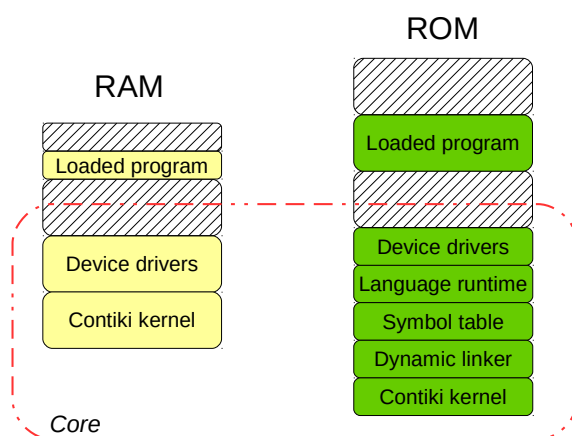 ROM
RAM
Loaded program
Loaded program
Device drivers
Device drivers
Language runtime
Contiki kernel
Symbol table
Dynamic linker
Contiki kernel
Core